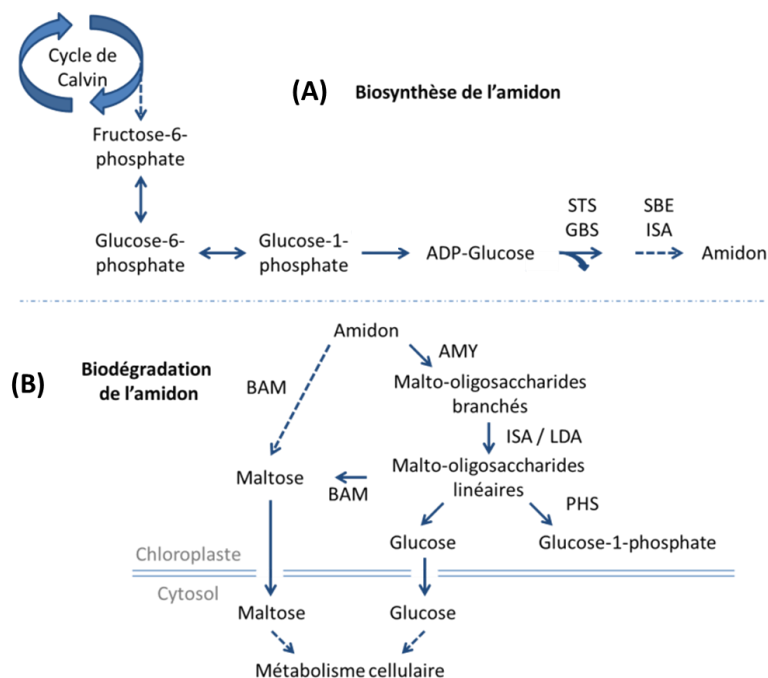 Cycle de
Calvin
(A) Biosynthèse de l'amidon
Fructose-6-
phosphate
Glucose-6-
phosphate
Glucose-1-
phosphate
ADP-Glucose
STS
GBS
SBE
ISA
Amidon
(B) Biodégradation
de l'amidon
Amidon
AMY
BAM
Malto-oligosaccharides
branchés
ISA / LDA
Maltose
BAM
Malto-oligosaccharides
linéaires
PHS
Glucose
Glucose-1-phosphate
Chloroplaste
Cytosol
Maltose
Glucose
Métabolisme cellulaire